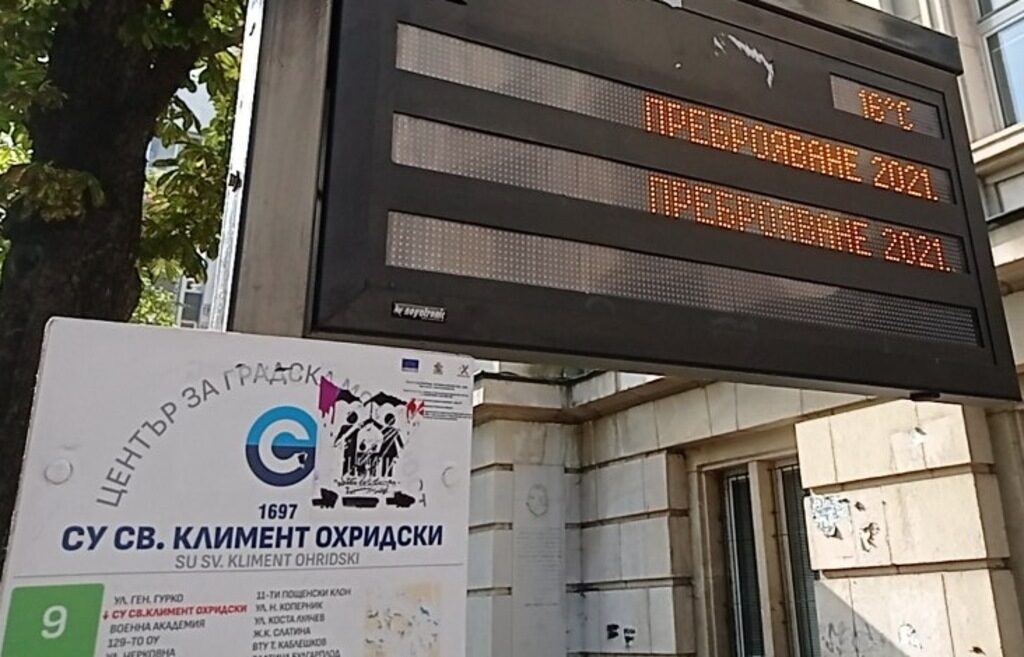 16°C
ПРЕБРОЯВАНЕ 2021.
ПРЕБРОЯВАНЕ 2021.
ЦЕНТЪР ЗА ГРАДСКА
1697
СУ СВ. КЛИМЕНТ ОХРИДСКИ
SU SV. KLIMENT OHRIDSKI
9
УЛ. ГЕН. ГУРКО
СУ СВ.КЛИМЕНТ ОХРИДСКИ
ВОЕННА АКАДЕМИЯ
129-ТО ОУ
УЛ. ЧЕРКОВНА
11-ТИ ПОЩЕНСКИ КЛОН
УЛ. Н. КОПЕРНИК
УЛ. КОСТА ЛУЛЧЕВ
Ж.К. СЛАТИНА
ВТУ Т. КАБЛЕШКОВ